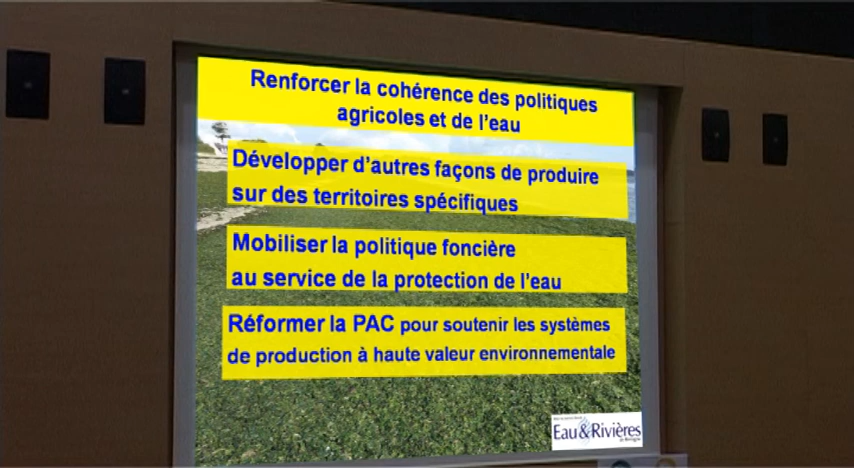 Renforcer la cohérence des politiques
agricoles et de l'eau
Développer d'autres façons de produire
sur des territoires spécifiques
Mobiliser la politique foncière
au service de la protection de l'eau
Réformer la PAC pour soutenir les systèmes
de production à haute valeur environnementale
Eau & Rivières
de Bretagne